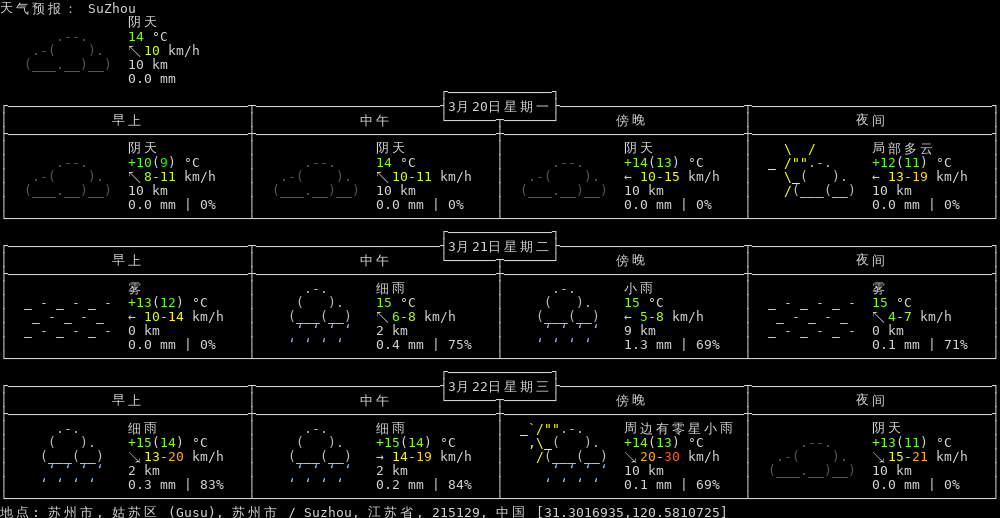 天气预报： SuZhou
阴天
14 °C
↖ 10 km/h
10 km
0.0 mm
3月20日星期一
早上 中午 傍晚 夜间
阴天 阴天 阴天 局部多云
+10(9) °C 14 °C +14(13) °C +12(11) °C
↖ 8-11 km/h ↖ 10-11 km/h ← 10-15 km/h ← 13-19 km/h
10 km 10 km 10 km 10 km
0.0 mm | 0% 0.0 mm | 0% 0.0 mm | 0% 0.0 mm | 0%
3月21日星期二
早上 中午 傍晚 夜间
雾 细雨 小雨 雾
+13(12) °C 15 °C 15 °C 15 °C
← 10-14 km/h ↖ 6-8 km/h ← 5-8 km/h ↖ 4-7 km/h
0 km 2 km 9 km 0 km
0.0 mm | 0% 0.4 mm | 75% 1.3 mm | 69% 0.1 mm | 71%
3月22日星期三
早上 中午 傍晚 夜间
细雨 细雨 周边有零星小雨 阴天
+15(14) °C +15(14) °C +14(13) °C +13(11) °C
↘ 13-20 km/h → 14-19 km/h ↘ 20-30 km/h ↘ 15-21 km/h
2 km 2 km 10 km 10 km
0.3 mm | 83% 0.2 mm | 84% 0.1 mm | 69% 0.0 mm | 0%
地点: 苏州市, 姑苏区 (Gusu), 苏州市 / Suzhou, 江苏省, 215129, 中国 [31.3016935,120.5810725]